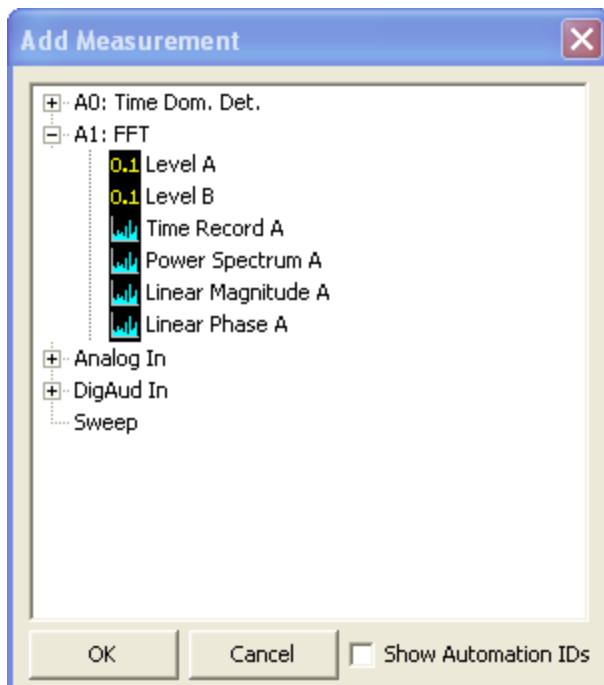 Add Measurement
A0: Time Dom. Det.
A1: FFT
0.1 Level A
0.1 Level B
Time Record A
Power Spectrum A
Linear Magnitude A
Linear Phase A
Analog In
DigAud In
Sweep
OK Cancel Show Automation IDs